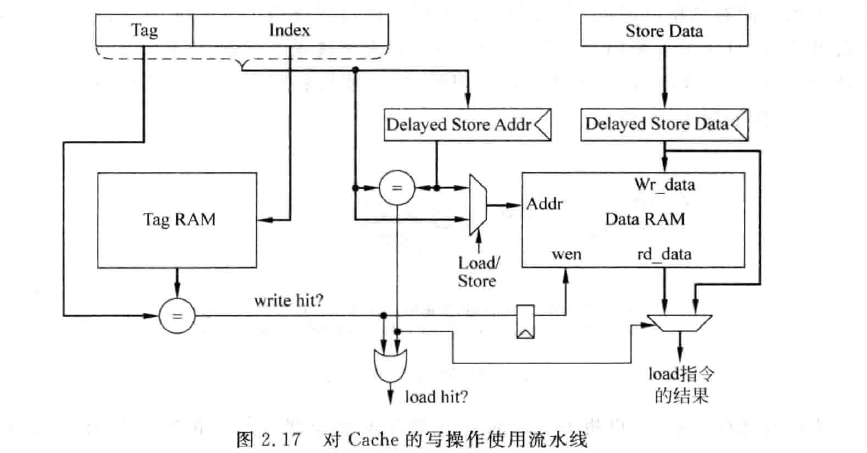 Tag
Index
Store Data
Delayed Store Addr
Delayed Store Data
=
Wr_data
Tag RAM
Addr
Data RAM
Load/
Store
wen
rd_data
write hit?
=
load hit?
load指令
的结果
图 2.17 对 Cache 的写操作使用流水线